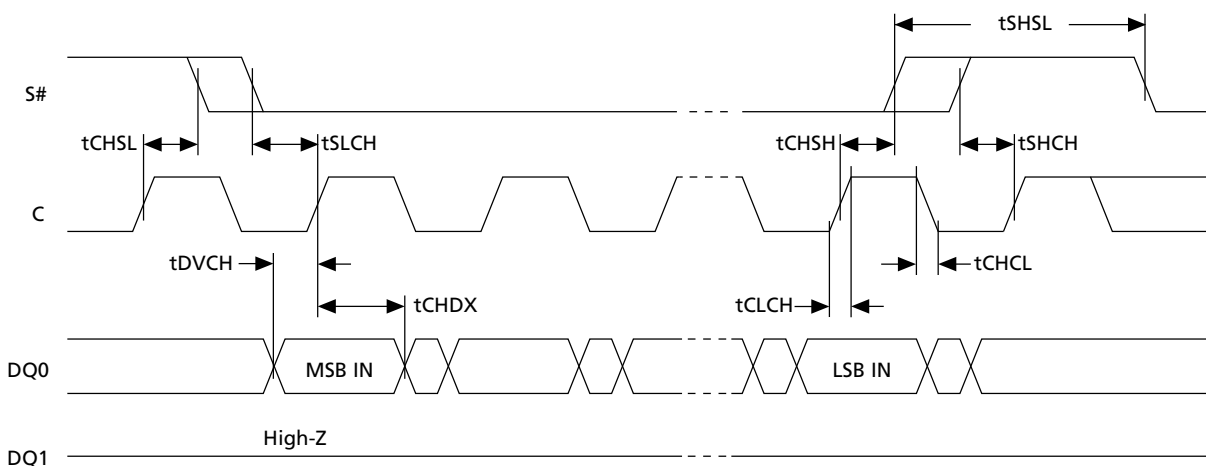 tSHSL
S#
tCHSL
tSLCH
tCHSH
tSHCH
C
tDVCH
tCHCL
tCHDX
tCLCH
DQ0
MSB IN
LSB IN
High-Z
DQ1